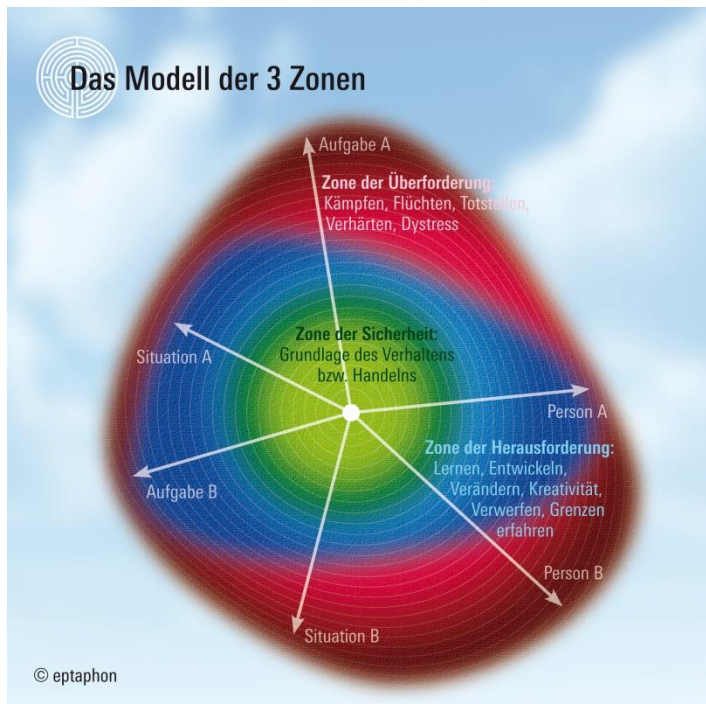 Das Modell der 3 Zonen
Aufgabe A
Zone der Überforderung:
Kämpfen, Flüchten, Totstellen,
Verhärten, Dystress
Situation A
Zone der Sicherheit:
Grundlage des Verhaltens
bzw. Handelns
Person A
Zone der Herausforderung:
Lernen, Entwickeln,
Verändern, Kreativität,
Verwerfen, Grenzen
erfahren
Aufgabe B
Person B
Situation B
© eptaphon